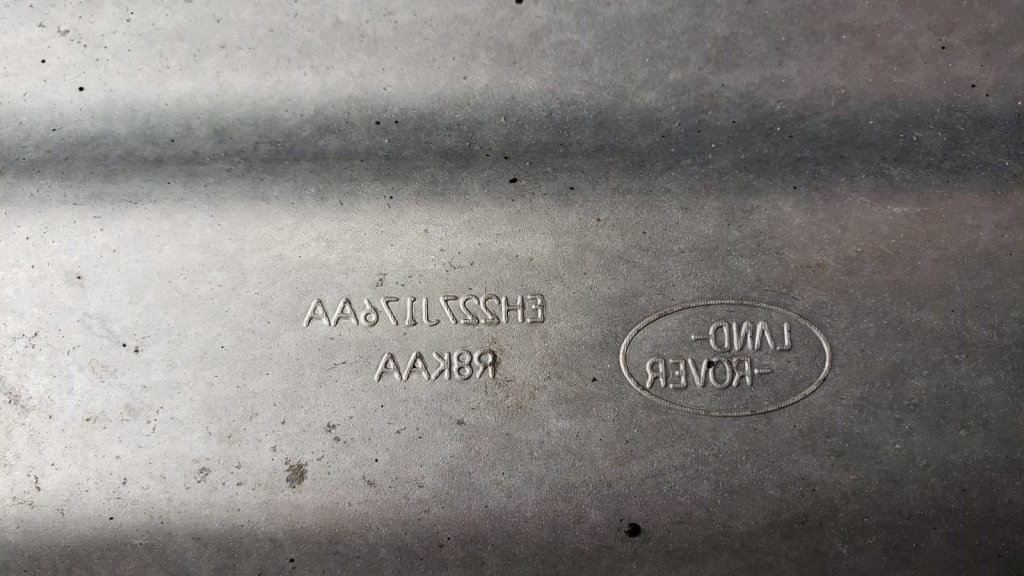 EH227J176AA
R8KAA
LAND-
-ROVER